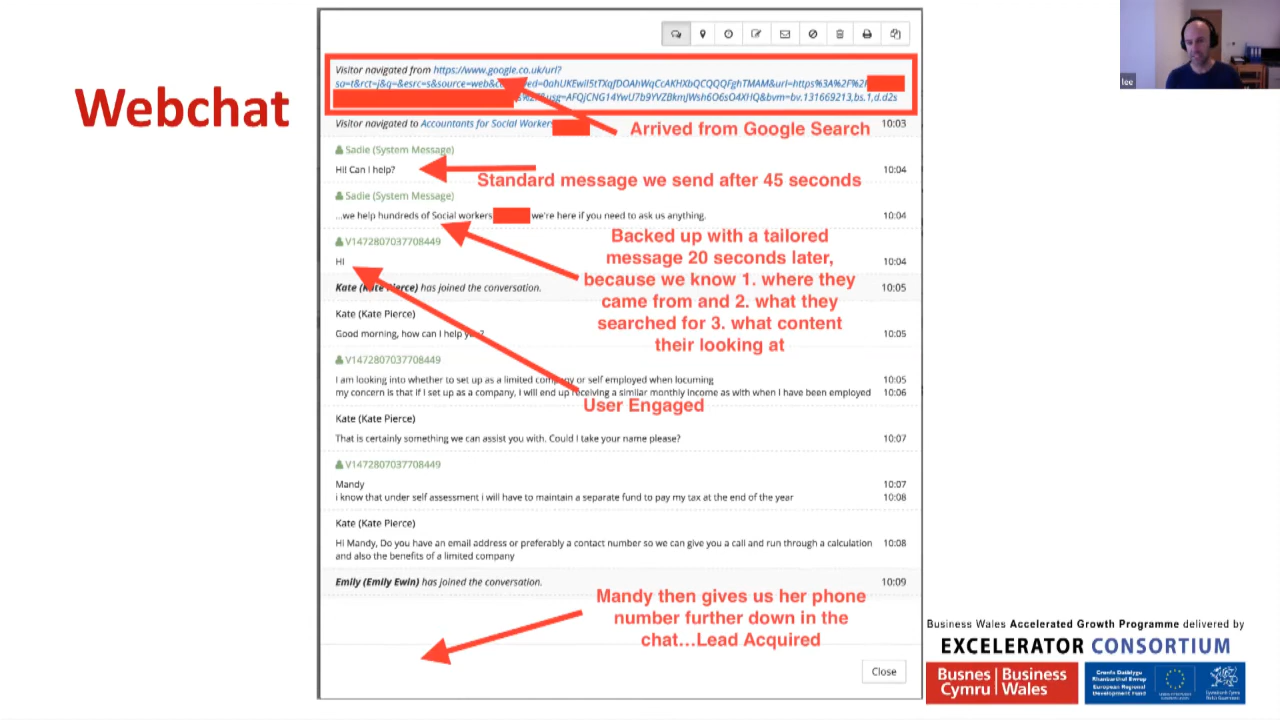 Webchat
Visitor navigated from https://www.google.co.uk/url?
Visitor navigated to Accountants for Social Workers
10:03
Arrived from Google Search
Sadie (System Message)
Hi! Can I help?
10:04
Standard message we send after 45 seconds
Sadie (System Message)
...we help hundreds of Social workers
we're here if you need to ask us anything.
10:04
Backed up with a tailored
message 20 seconds later,
because we know 1. where they
came from and 2. what they
searched for 3. what content
their looking at
V1472807037708449
Hi
10:04
Kate (Kate Pierce) has joined the conversation.
10:05
Kate (Kate Pierce)
Good morning, how can I help you?
10:05
V1472807037708449
I am looking into whether to set up as a limited company or self employed when locuming
10:05
my concern is that if I set up as a company, I will end up receiving a similar monthly income as with when I have been employed
10:06
User Engaged
Kate (Kate Pierce)
That is certainly something we can assist you with. Could I take your name please?
10:07
V1472807037708449
Mandy
10:07
i know that under self assessment i will have to maintain a separate fund to pay my tax at the end of the year
10:08
Kate (Kate Pierce)
Hi Mandy, Do you have an email address or preferably a contact number so we can give you a call and run through a calculation
10:08
and also the benefits of a limited company
Emily (Emily Ewin) has joined the conversation.
10:09
Mandy then gives us her phone
number further down in the
chat...Lead Acquired
Close
lee
Business Wales Accelerated Growth Programme delivered by
EXCELERATOR CONSORTIUM
Busnes Business
Cymru Wales
European Regional
Development Fund
Llywodraeth Cymru
Welsh Government